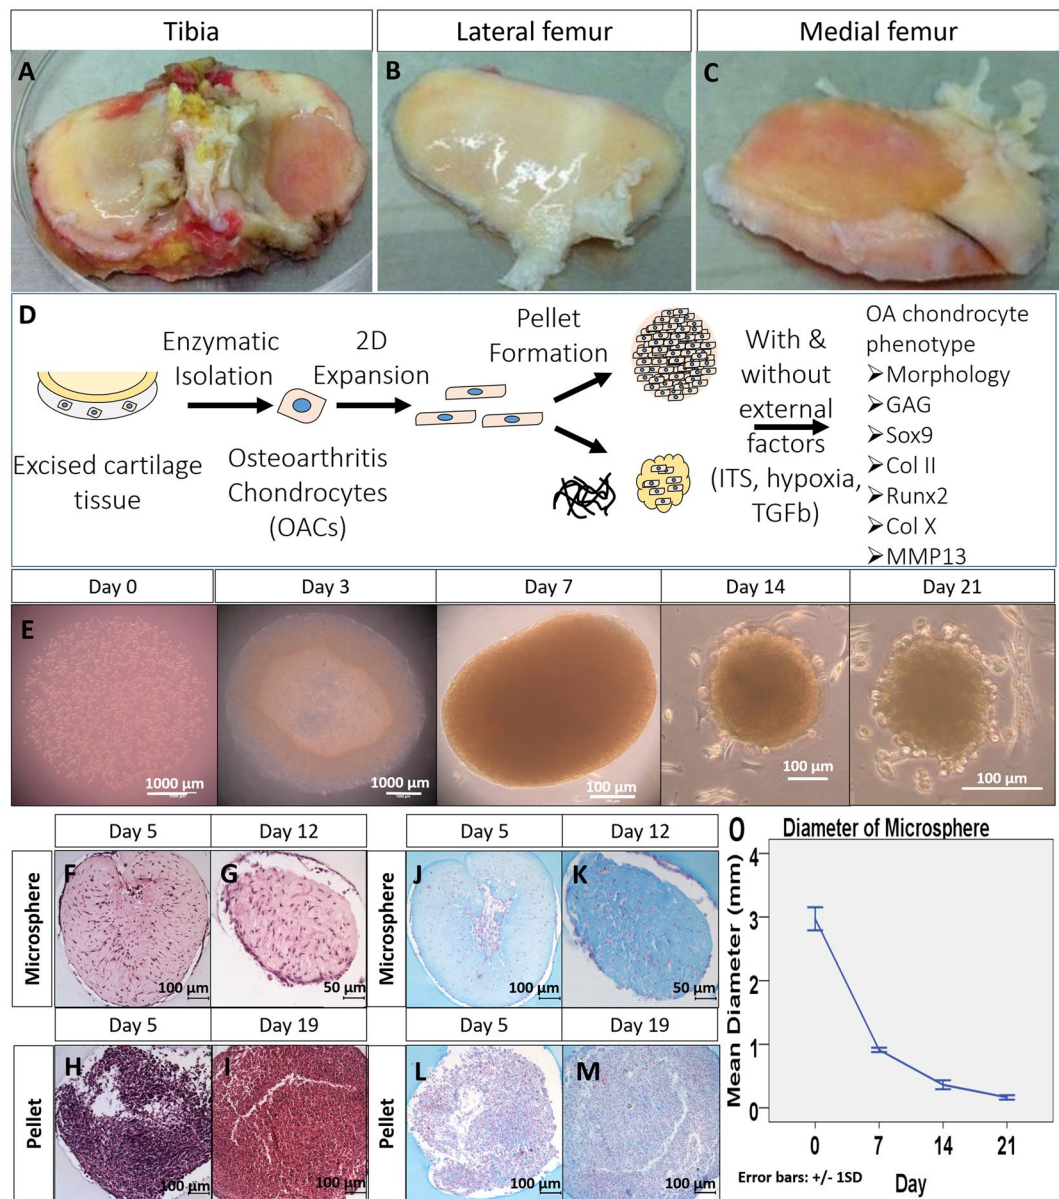 Tibia
Lateral femur
Medial femur
A
B
C
D
Enzymatic
Isolation
2D
Expansion
Pellet
Formation
With &
without
external
factors
(ITS, hypoxia,
TGFb)
OA chondrocyte
phenotype
➢Morphology
➢GAG
➢Sox9
➢Col II
➢Runx2
➢Col X
➢MMP13
Excised cartilage
tissue
Osteoarthritis
Chondrocytes
(OACs)
Day 0
Day 3
Day 7
Day 14
Day 21
E
1000 µm
1000 µm
100 µm
100 µm
100 µm
Day 5
Day 12
Day 5
Day 12
Microsphere
F
G
J
K
100 µm
50 µm
100 µm
50 µm
Day 5
Day 19
Day 5
Day 19
Pellet
H
I
L
M
100 µm
100 µm
100 µm
100 µm
O
Diameter of Microsphere
Mean Diameter (mm)
4
3
2
1
0
0
7
14
21
Error bars: +/- 1SD
Day